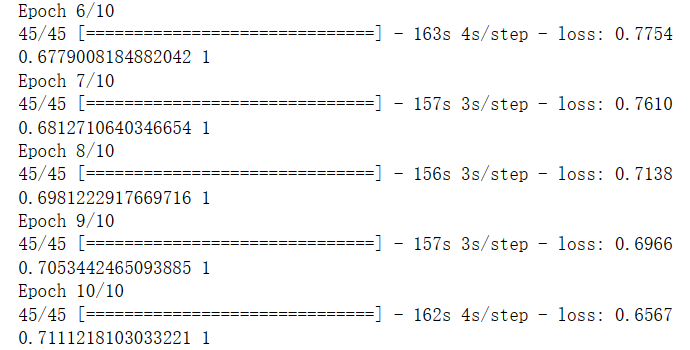 Epoch 6/10
45/45 [==============================] - 163s 4s/step - loss: 0.7754
0.6779008184882042 1
Epoch 7/10
45/45 [==============================] - 157s 3s/step - loss: 0.7610
0.6812710640346654 1
Epoch 8/10
45/45 [==============================] - 156s 3s/step - loss: 0.7138
0.6981222917669716 1
Epoch 9/10
45/45 [==============================] - 157s 3s/step - loss: 0.6966
0.7053442465093885 1
Epoch 10/10
45/45 [==============================] - 162s 4s/step - loss: 0.6567
0.7111218103033221 1